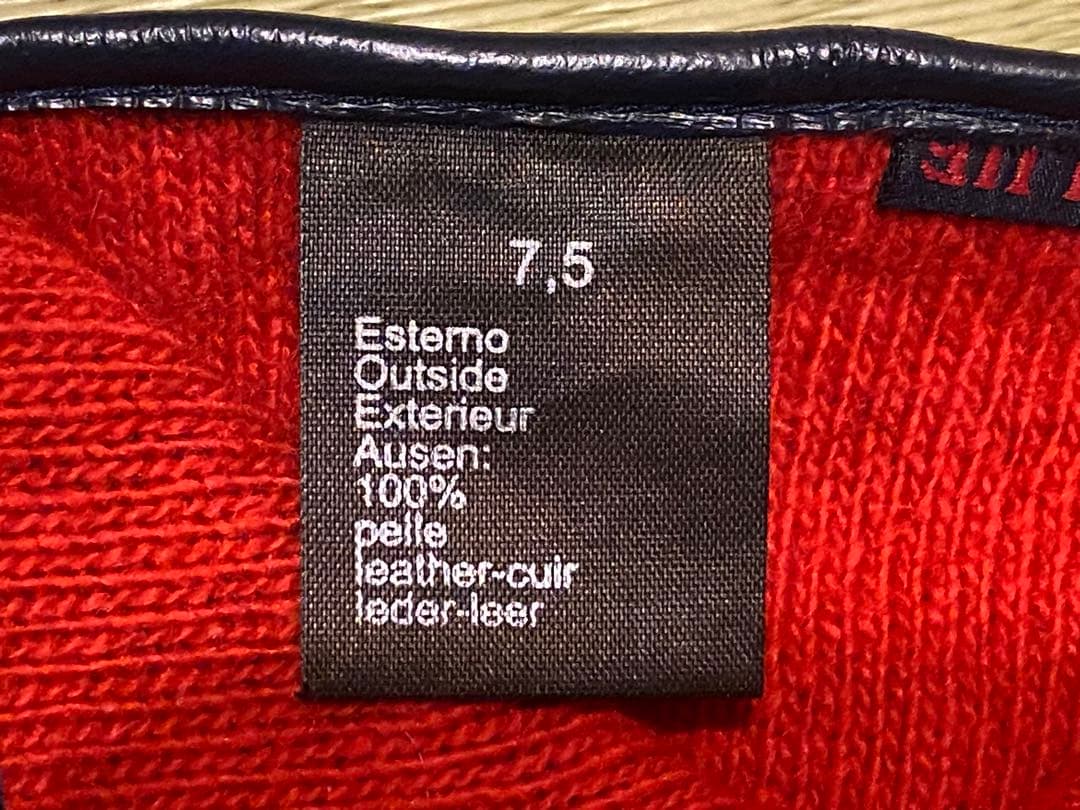 7,5
Esterno
Outside
Exterieur
Ausen:
100%
pelle
leather-cuir
leder-leer